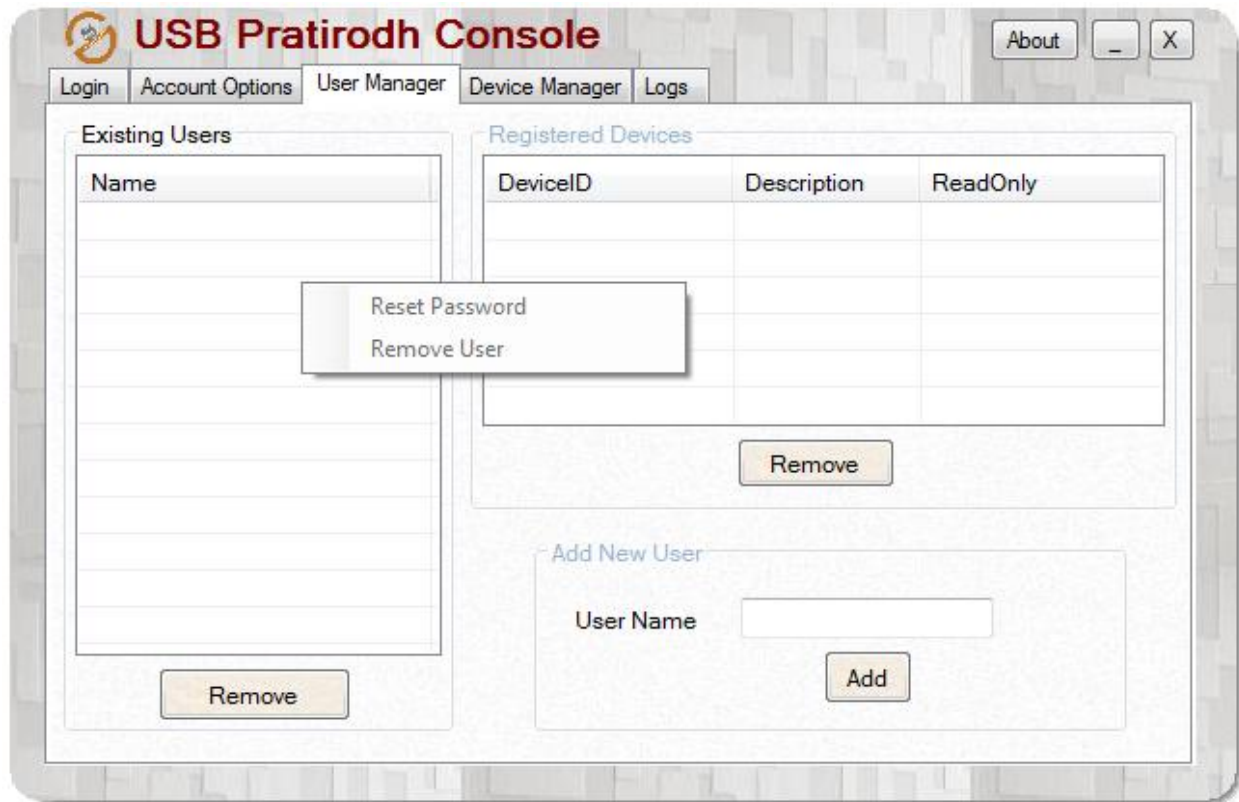 USB Pratirodh Console
About _ X
Login Account Options User Manager Device Manager Logs
Existing Users
Name
Registered Devices
DeviceID Description ReadOnly
Reset Password
Remove User
Remove
Add New User
User Name
Add
Remove